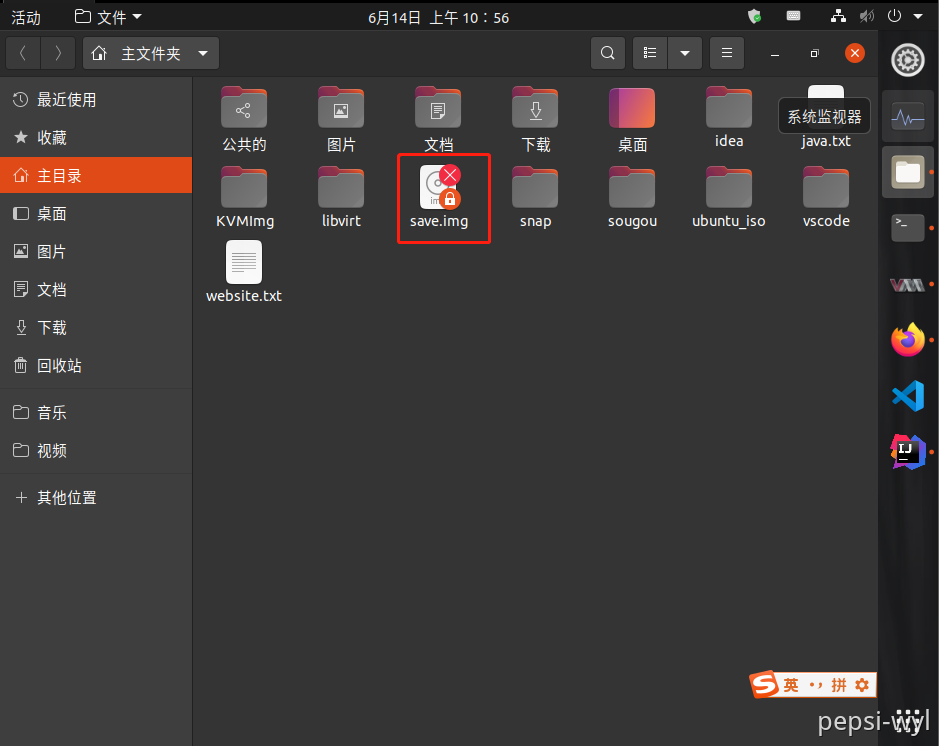 活动
文件
6月14日 上午 10：56
主文件夹
最近使用
收藏
主目录
桌面
图片
文档
下载
回收站
音乐
视频
其他位置
公共的
图片
文档
下载
桌面
idea
java.txt
系统监视器
KVMImg
libvirt
save.img
snap
sougou
ubuntu_iso
vscode
website.txt
英 拼
pepsi-wyl